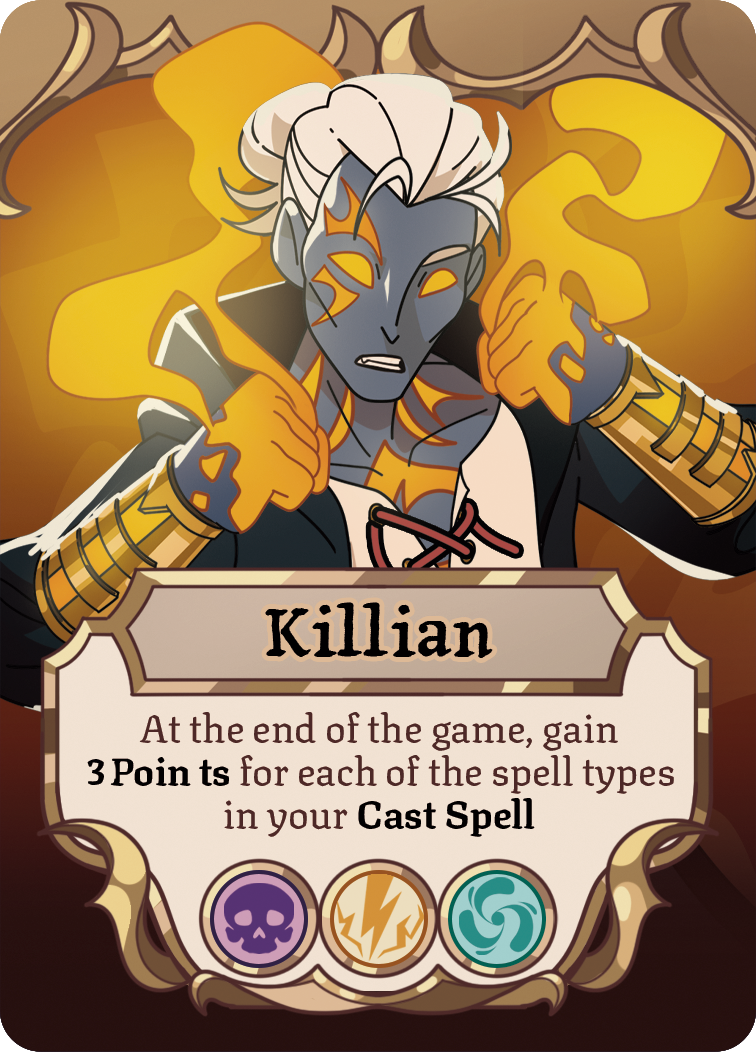 Killian
At the end of the game, gain
3 Poin ts for each of the spell types
in your Cast Spell